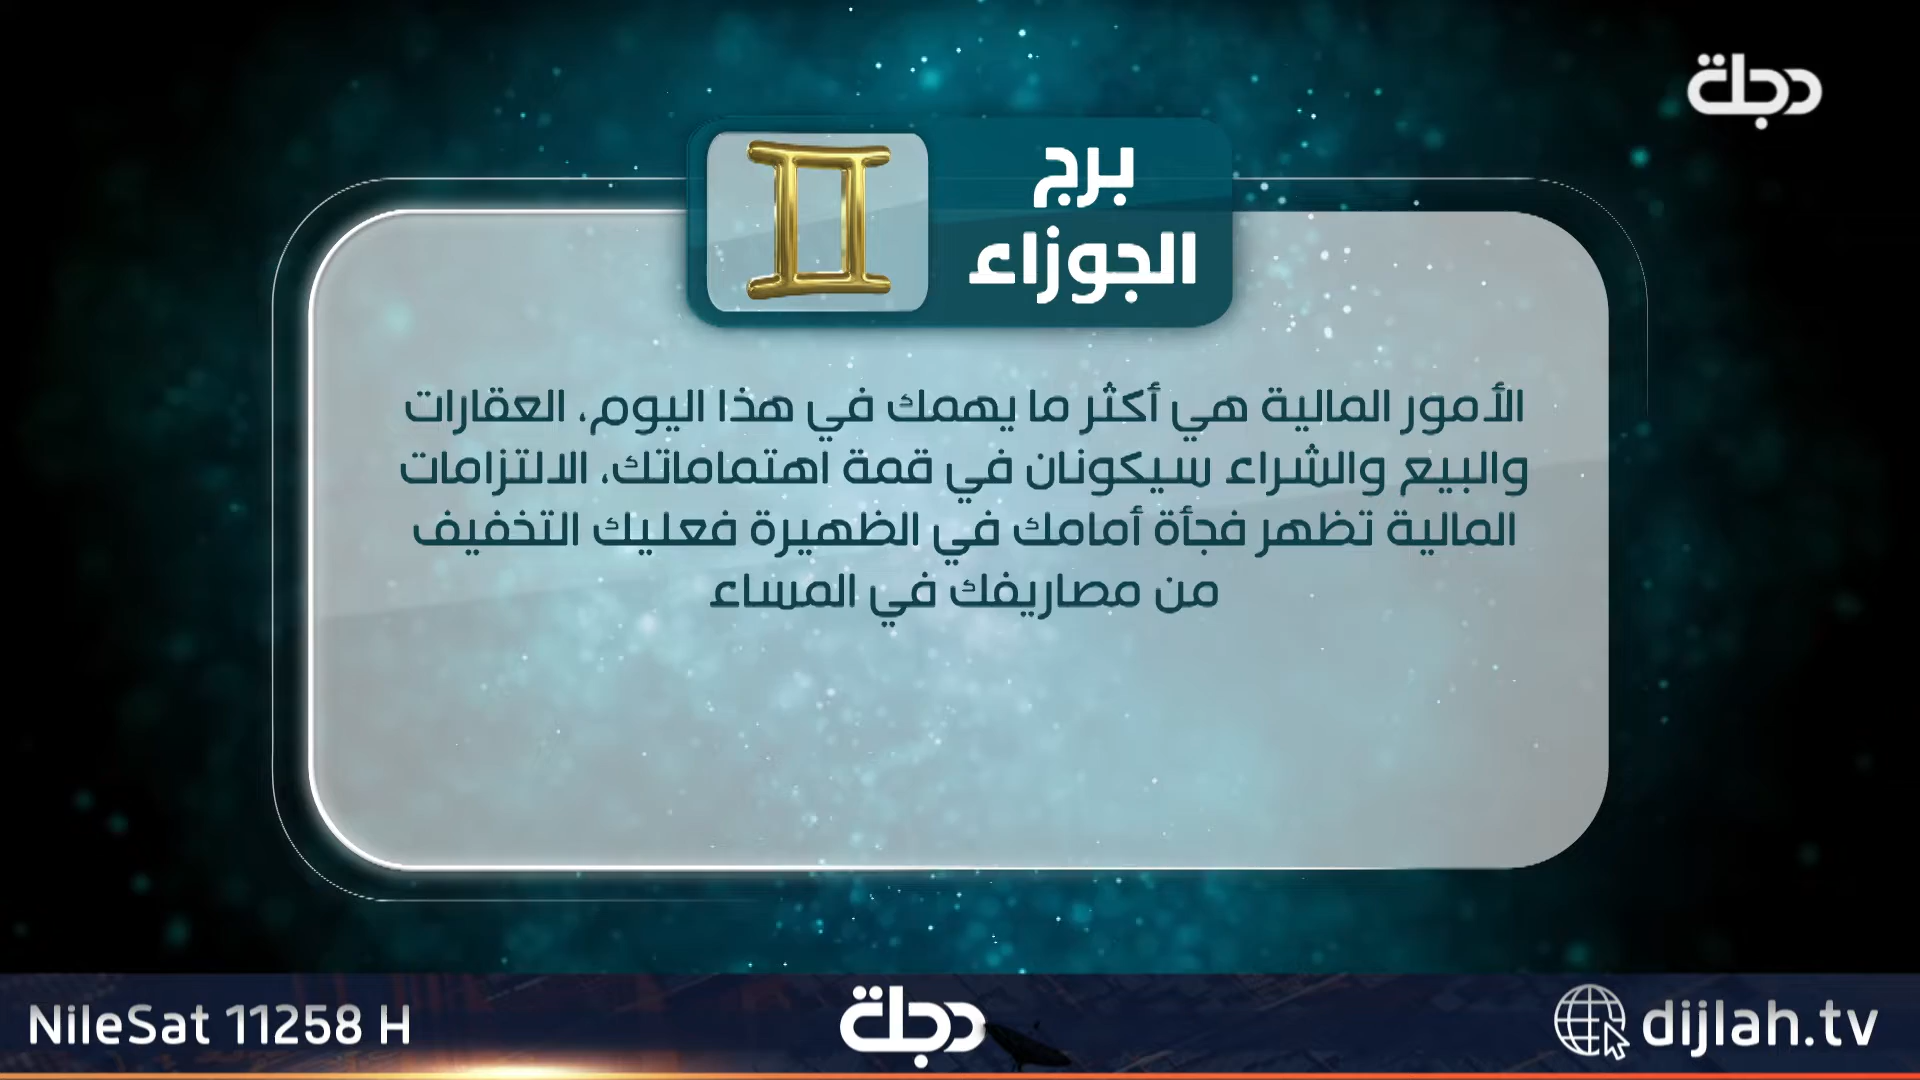 دجلة
برج
الجوزاء
الأمور المالية هي أكثر ما يهمك في هذا اليوم، العقارات
والبيع والشراء سيكونان في قمة اهتماماتك، الالتزامات
المالية تظهر فجأة أمامك في الظهيرة فعليك التخفيف
من مصاريفك في المساء
NileSat 11258 H
دجلة
dijlah.tv